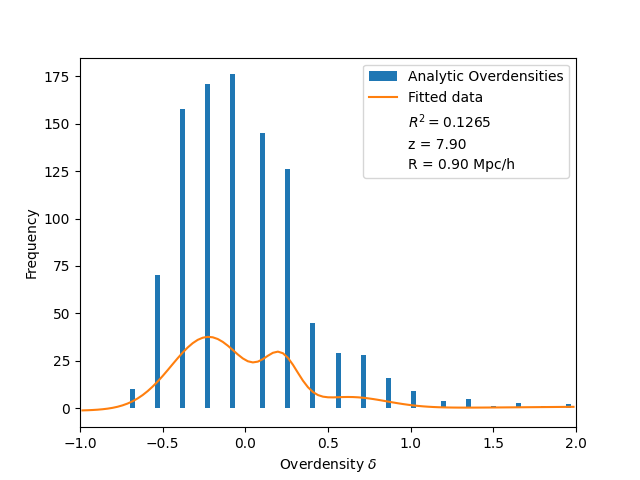 Analytic Overdensities
Fitted data
R² = 0.1265
z = 7.90
R = 0.90 Mpc/h
Frequency
175
150
125
100
75
50
25
0
−1.0 −0.5 0.0 0.5 1.0 1.5 2.0
Overdensity δ